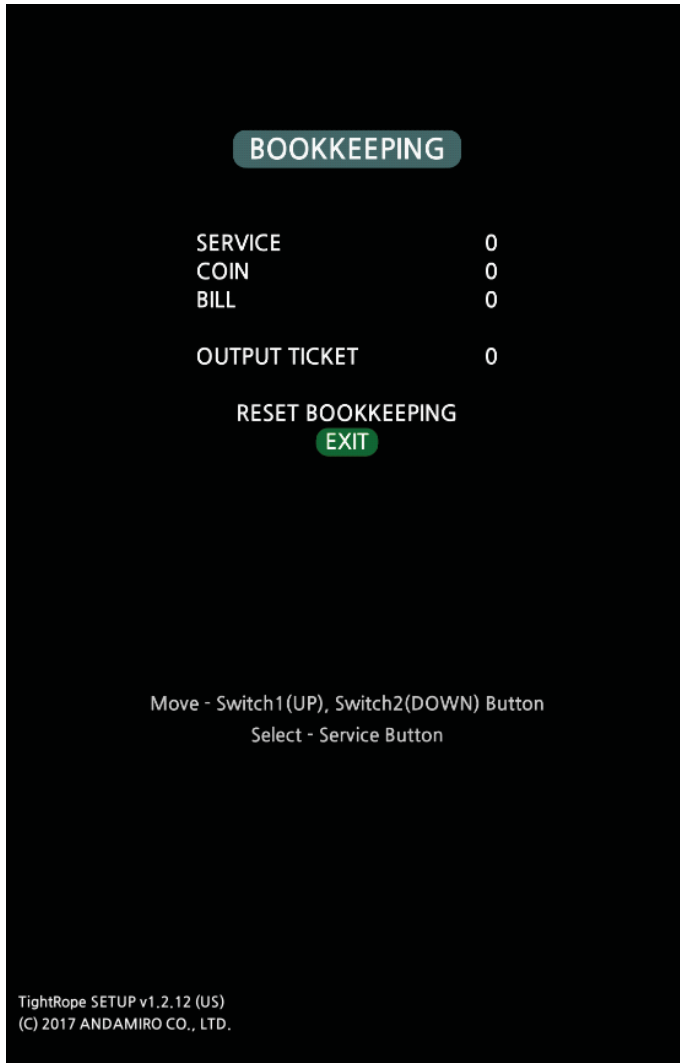 BOOKKEEPING
SERVICE 0
COIN 0
BILL 0
OUTPUT TICKET 0
RESET BOOKKEEPING
EXIT
Move - Switch1(UP), Switch2(DOWN) Button
Select - Service Button
TightRope SETUP v1.2.12 (US)
(C) 2017 ANDAMIRO CO., LTD.